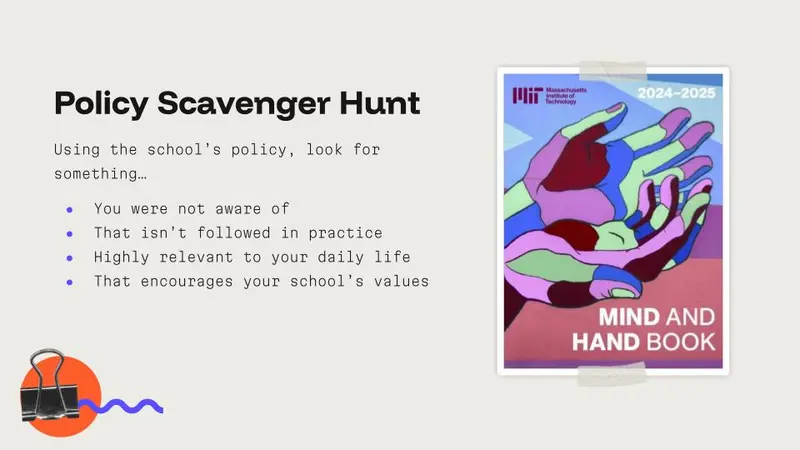 Policy Scavenger Hunt
Using the school's policy, look for
something…
You were not aware of
That isn't followed in practice
Highly relevant to your daily life
That encourages your school's values
MIT Massachusetts
Institute of
Technology
2024–2025
MIND AND
HAND BOOK